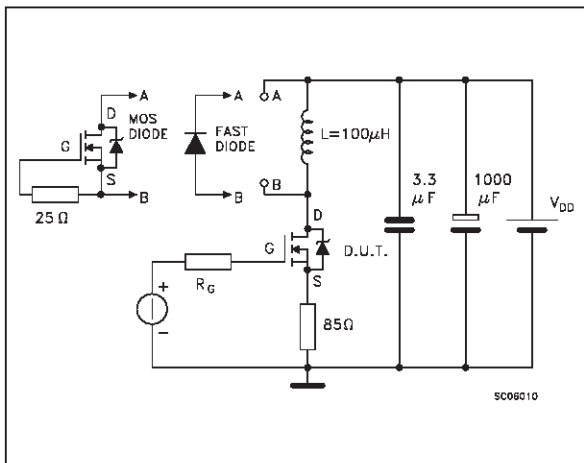 A
D
MOS
DIODE
G
S
B
25 Ω
A
FAST
DIODE
B
A
L=100μH
B
D
G
D.U.T.
S
R_G
+
−
85Ω
3.3
μF
1000
μF
V_DD
SC06010